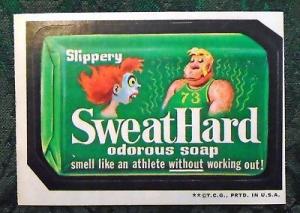 Slippery
73
SweatHard
odorous soap
smell like an athlete without working out!
**©T.C.G., PRTD. IN U.S.A.